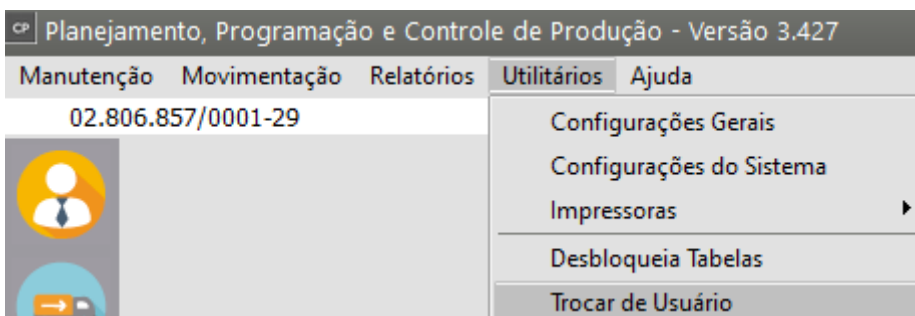 CP Planejamento, Programação e Controle de Produção - Versão 3.427
Manutenção Movimentação Relatórios Utilitários Ajuda
02.806.857/0001-29
Configurações Gerais
Configurações do Sistema
Impressoras
Desbloqueia Tabelas
Trocar de Usuário